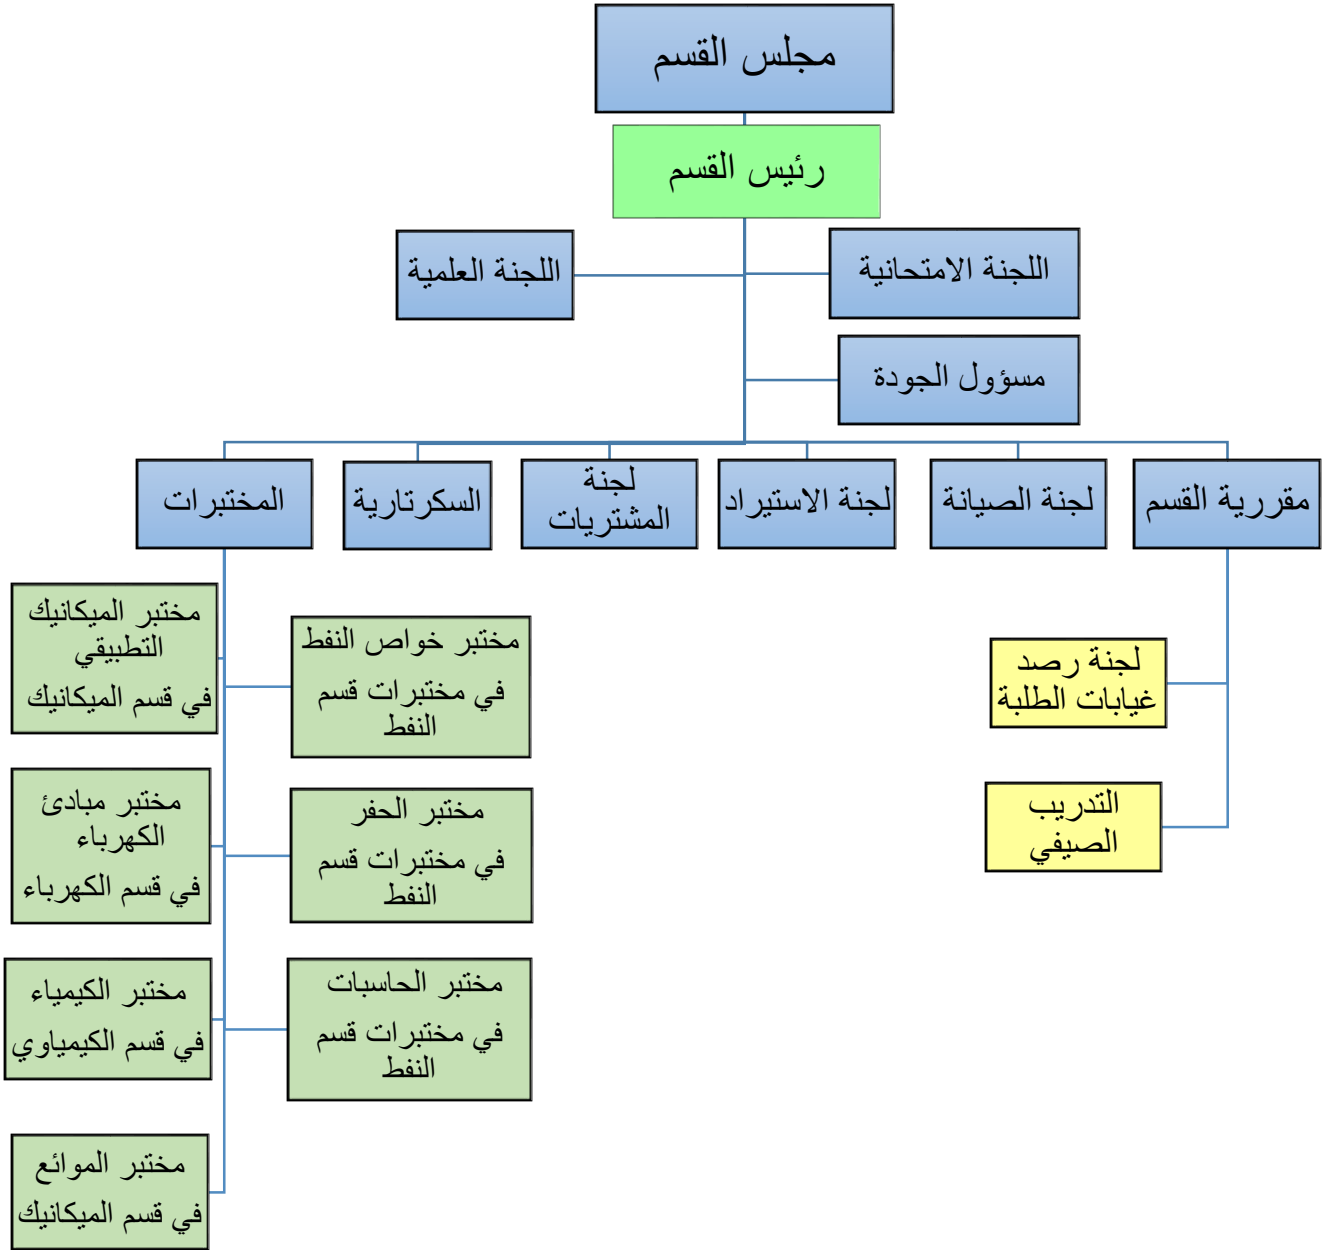 مجلس القسم
رئيس القسم
اللجنة الامتحانية
اللجنة العلمية
مسؤول الجودة
مقررية القسم
لجنة الصيانة
لجنة الاستيراد
لجنة
المشتريات
السكرتارية
المختبرات
لجنة رصد
غيابات الطلبة
التدريب
الصيفي
مختبر خواص النفط
في مختبرات قسم
النفط
مختبر الحفر
في مختبرات قسم
النفط
مختبر الحاسبات
في مختبرات قسم
النفط
مختبر الميكانيك
التطبيقي
في قسم الميكانيك
مختبر مبادئ
الكهرباء
في قسم الكهرباء
مختبر الكيمياء
في قسم الكيمياوي
مختبر الموائع
في قسم الميكانيك